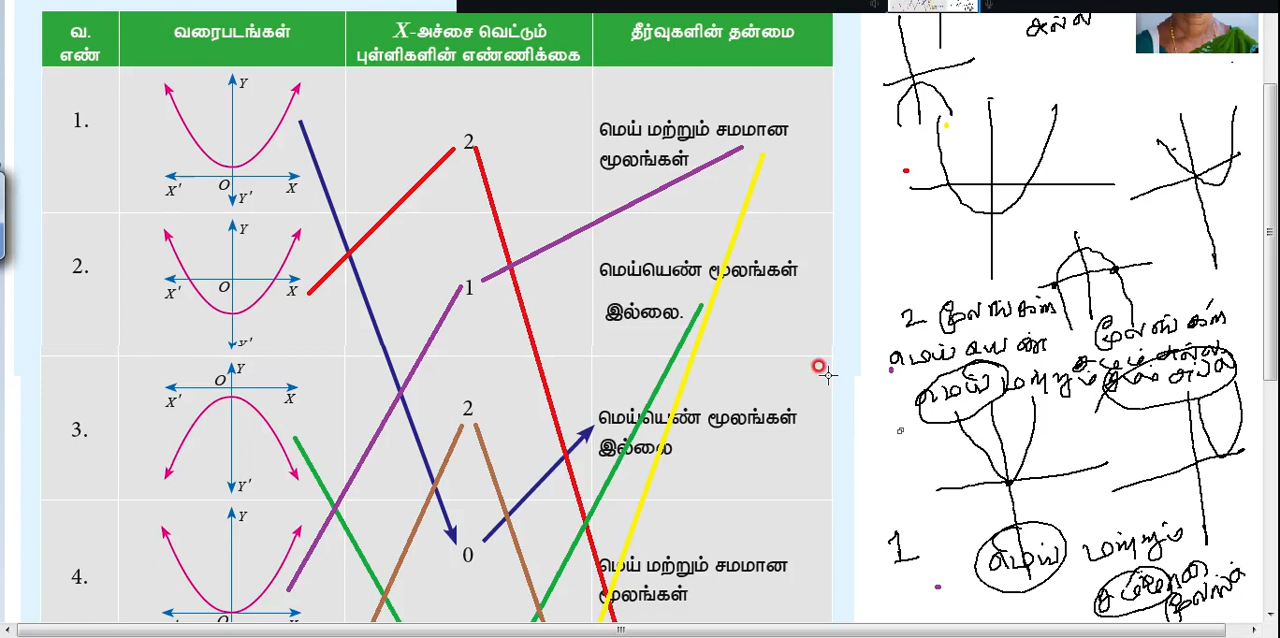 வ. எண்
வரைபடங்கள்
X-அச்சை வெட்டும்
புள்ளிகளின் எண்ணிக்கை
தீர்வுகளின் தன்மை
1.
Y
X'
O
X
Y'
2
மெய் மற்றும் சமமான
மூலங்கள்
2.
Y
X'
O
X
Y'
1
மெய்யெண் மூலங்கள்
இல்லை.
3.
O
Y
X'
X
Y'
2
மெய்யெண் மூலங்கள்
இல்லை
4.
Y
0
மெய் மற்றும் சமமான
மூலங்கள்
அல்ல
2 மூலங்கள்
மூலங்கள்
மெய் மற்றும்
1
மெய் மற்றும்